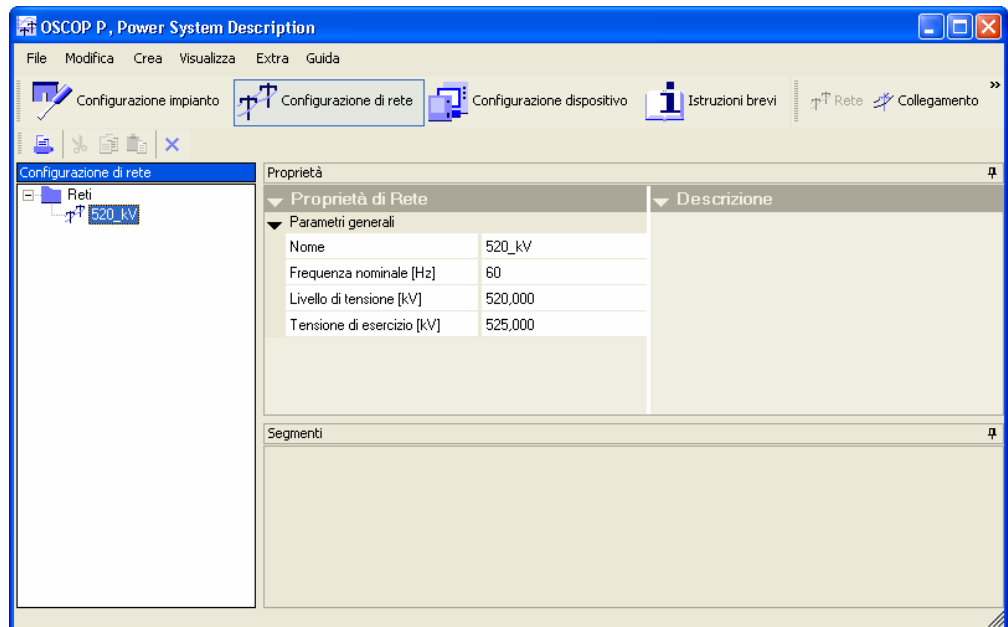 OSCOP P, Power System Description
File Modifica Crea Visualizza Extra Guida
Configurazione impianto Configurazione di rete Configurazione dispositivo Istruzioni brevi Rete Collegamento »
Configurazione di rete
Reti
520_kV
Proprietà
Proprietà di Rete Descrizione
Parametri generali
Nome 520_kV
Frequenza nominale [Hz] 60
Livello di tensione [kV] 520,000
Tensione di esercizio [kV] 525,000
Segmenti